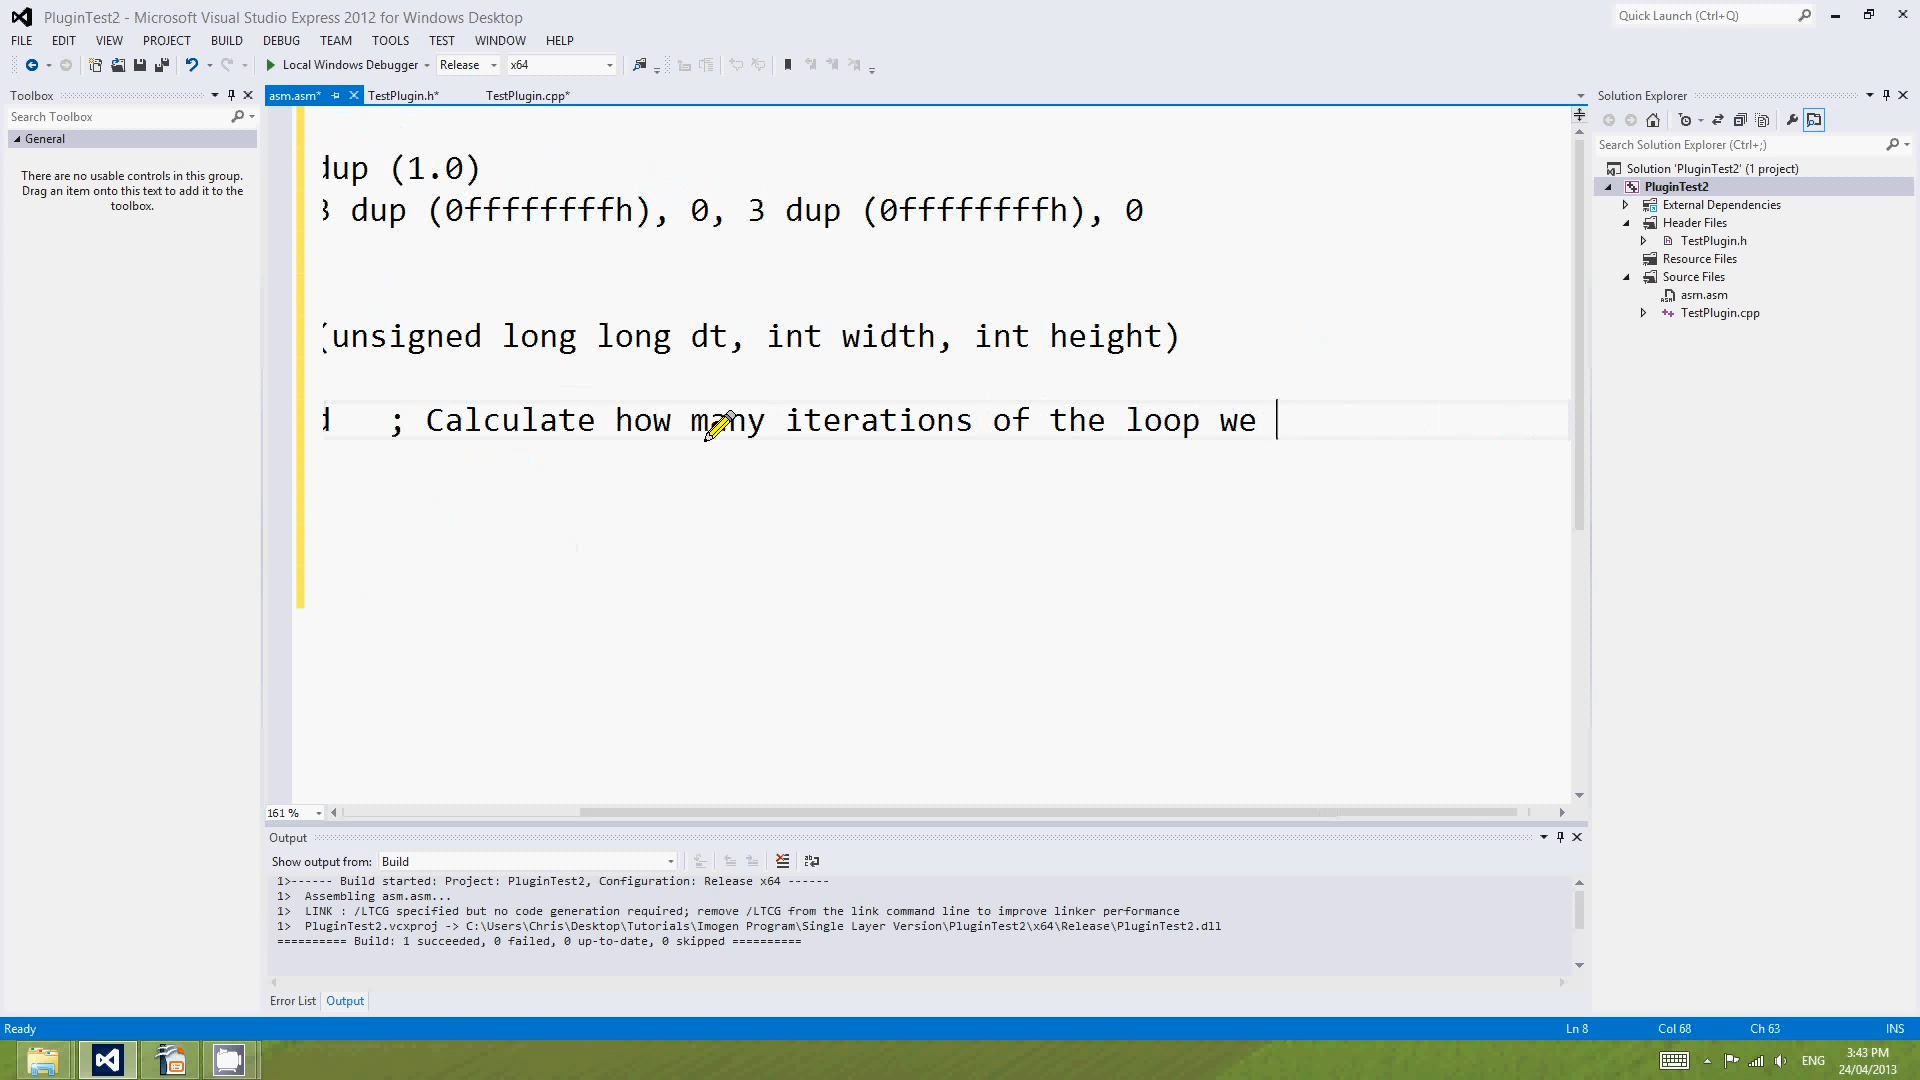 PluginTest2 - Microsoft Visual Studio Express 2012 for Windows Desktop
Quick Launch (Ctrl+Q)
FILE EDIT VIEW PROJECT BUILD DEBUG TEAM TOOLS TEST WINDOW HELP
Local Windows Debugger Release x64
Toolbox
asm.asm* TestPlugin.h* TestPlugin.cpp*
Solution Explorer
Search Toolbox
General
There are no usable controls in this group.
Drag an item onto this text to add it to the
toolbox.
dup (1.0)
3 dup (0ffffffffh), 0, 3 dup (0ffffffffh), 0
(unsigned long long dt, int width, int height)
d ; Calculate how many iterations of the loop we
Search Solution Explorer (Ctrl+;)
Solution 'PluginTest2' (1 project)
PluginTest2
External Dependencies
Header Files
TestPlugin.h
Resource Files
Source Files
asm.asm
TestPlugin.cpp
161 %
Output
Show output from: Build
1>------ Build started: Project: PluginTest2, Configuration: Release x64 ------
1> Assembling asm.asm...
1> LINK : /LTCG specified but no code generation required; remove /LTCG from the link command line to improve linker performance
1> PluginTest2.vcxproj -> C:\Users\Chris\Desktop\Tutorials\Imogen Program\Single Layer Version\PluginTest2\x64\Release\PluginTest2.dll
========== Build: 1 succeeded, 0 failed, 0 up-to-date, 0 skipped ==========
Error List Output
Ready
Ln 8 Col 68 Ch 63 INS
ENG
3:43 PM
24/04/2013